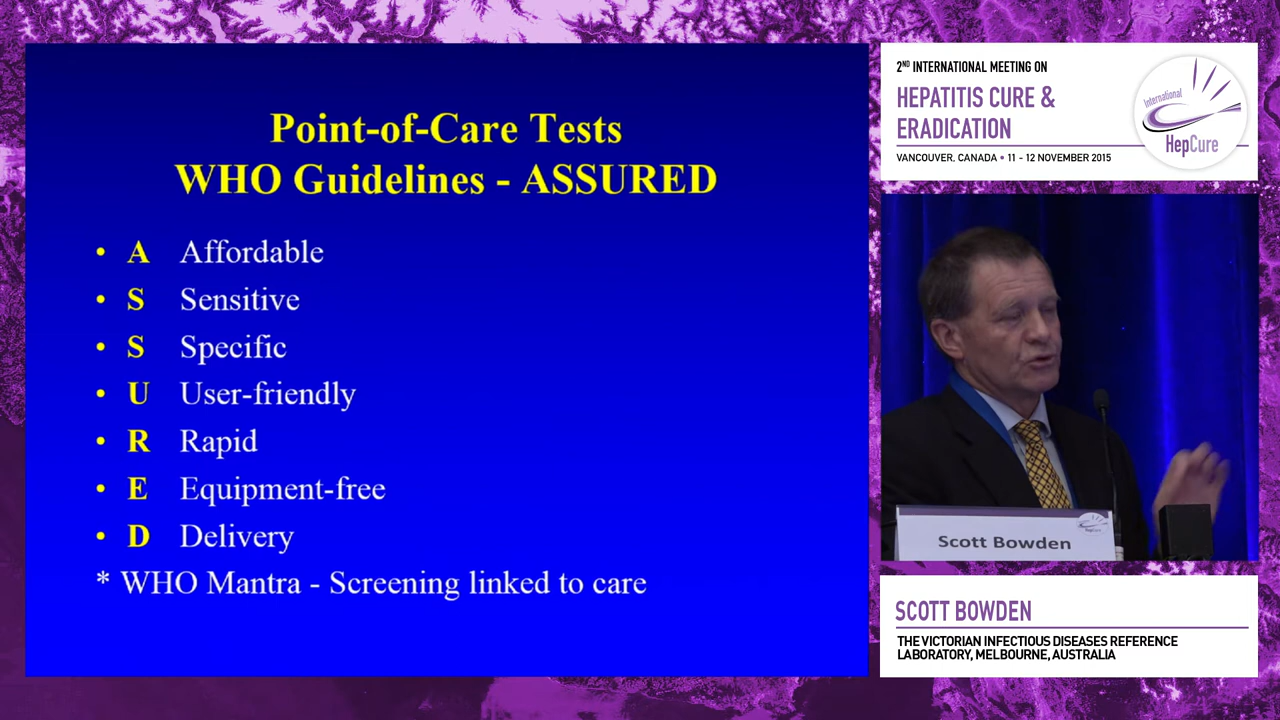 Point-of-Care Tests
WHO Guidelines - ASSURED
• A Affordable
• S Sensitive
• S Specific
• U User-friendly
• R Rapid
• E Equipment-free
• D Delivery
* WHO Mantra - Screening linked to care
2ND INTERNATIONAL MEETING ON
HEPATITIS CURE &
ERADICATION
VANCOUVER, CANADA • 11 - 12 NOVEMBER 2015
International
HepCure
HepCure
Scott Bowden
SCOTT BOWDEN
THE VICTORIAN INFECTIOUS DISEASES REFERENCE
LABORATORY, MELBOURNE, AUSTRALIA